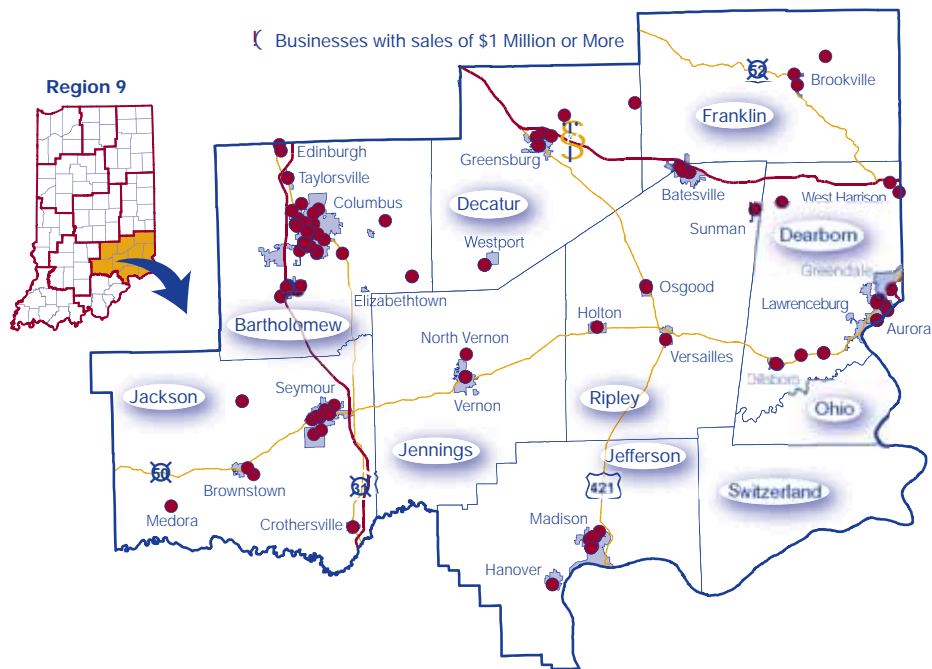 Businesses with sales of $1 Million or More
Region 9
52
Brookville
Franklin
Edinburgh
Greensburg
Taylorsville
Batesville
West Harrison
Columbus
Decatur
Sunman
Dearborn
Westport
Greendale
Elizabethtown
Osgood
Lawrenceburg
Bartholomew
Holton
Aurora
North Vernon
Versailles
Dillsboro
Seymour
Jackson
Vernon
Ripley
Ohio
Jennings
Jefferson
50
31
421
Switzerland
Brownstown
Medora
Crothersville
Madison
Hanover